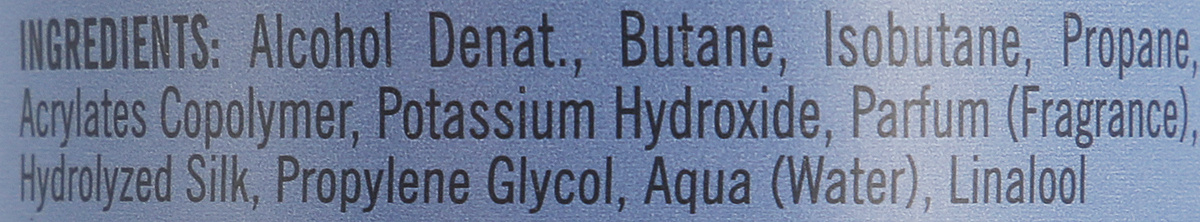 INGREDIENTS: Alcohol Denat., Butane, Isobutane, Propane,
Acrylates Copolymer, Potassium Hydroxide, Parfum (Fragrance),
Hydrolyzed Silk, Propylene Glycol, Aqua (Water), Linalool